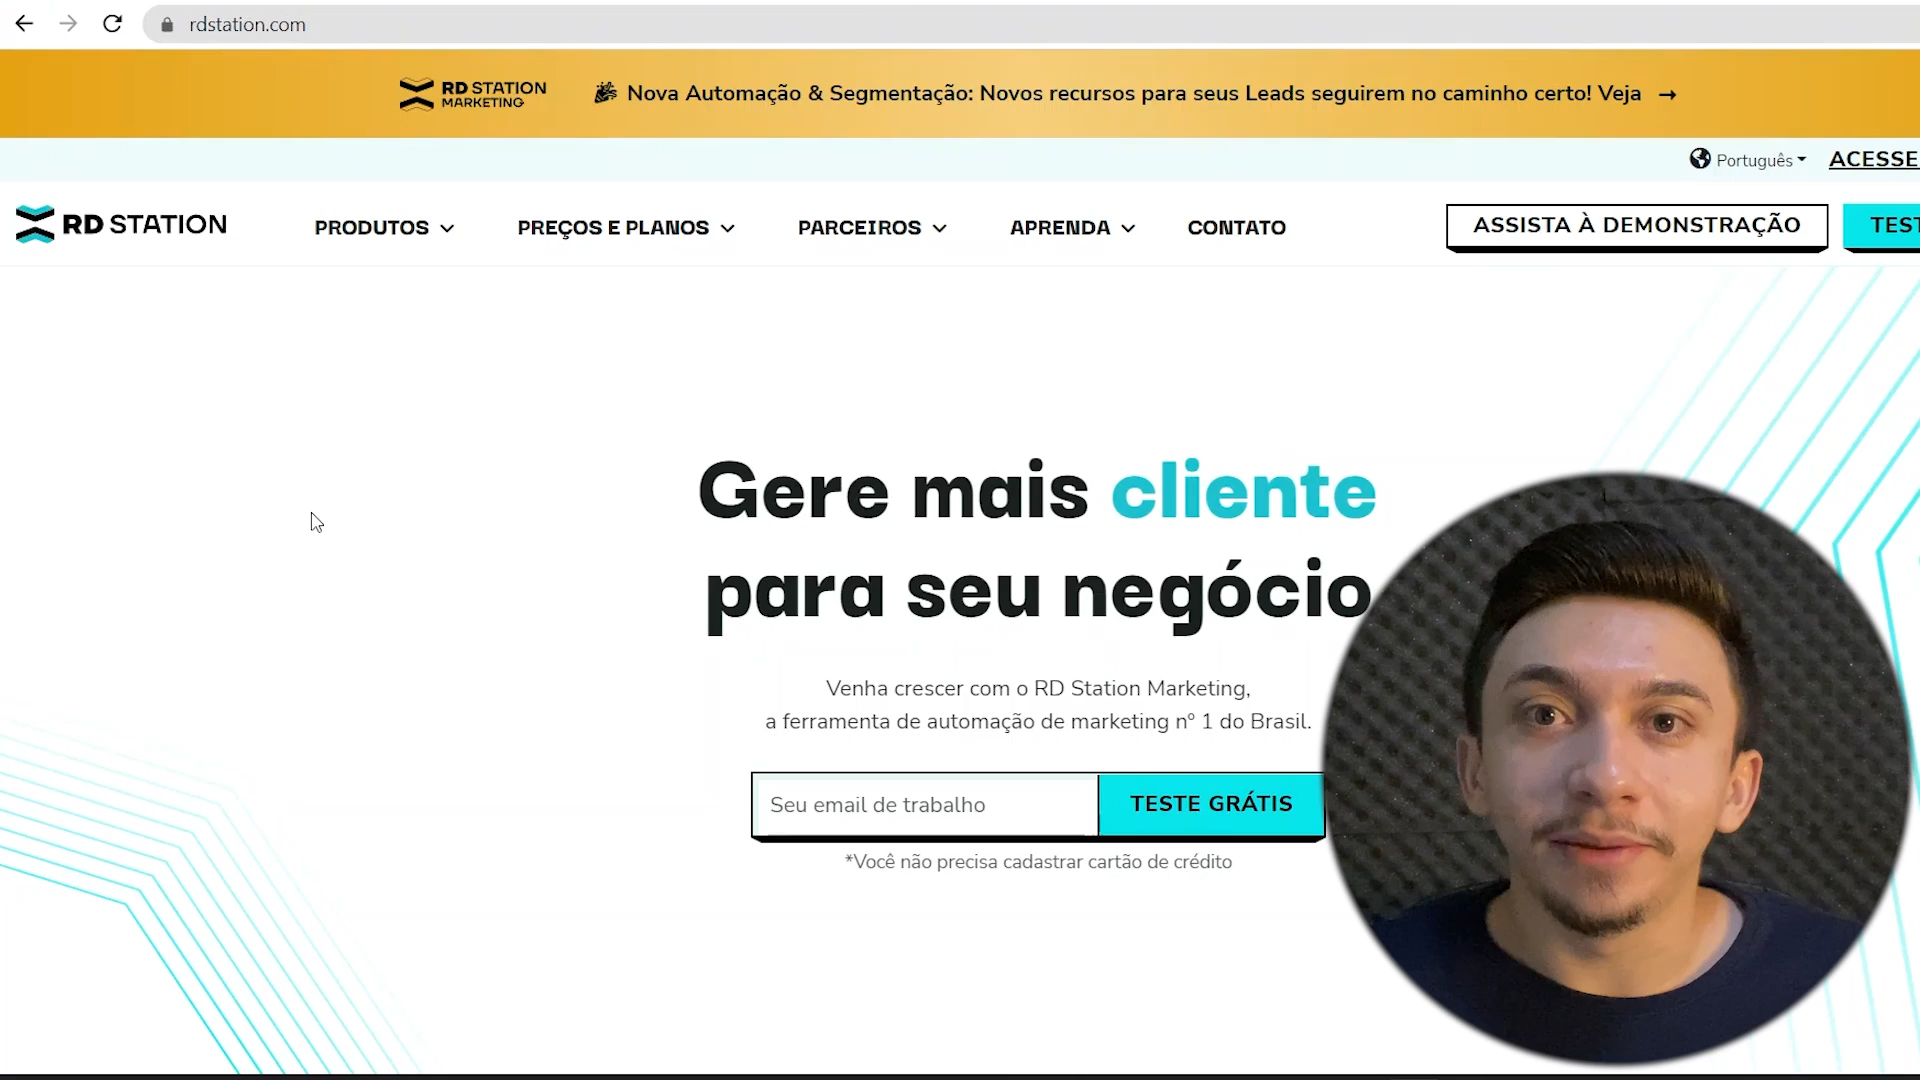 rdstation.com
RD STATION
MARKETING
Nova Automação & Segmentação: Novos recursos para seus Leads seguirem no caminho certo! Veja →
Português
ACESSE
RD STATION
PRODUTOS
PREÇOS E PLANOS
PARCEIROS
APRENDA
CONTATO
ASSISTA À DEMONSTRAÇÃO
TEST
Gere mais cliente
para seu negócio
Venha crescer com o RD Station Marketing,
a ferramenta de automação de marketing nº 1 do Brasil.
Seu email de trabalho
TESTE GRÁTIS
*Você não precisa cadastrar cartão de crédito